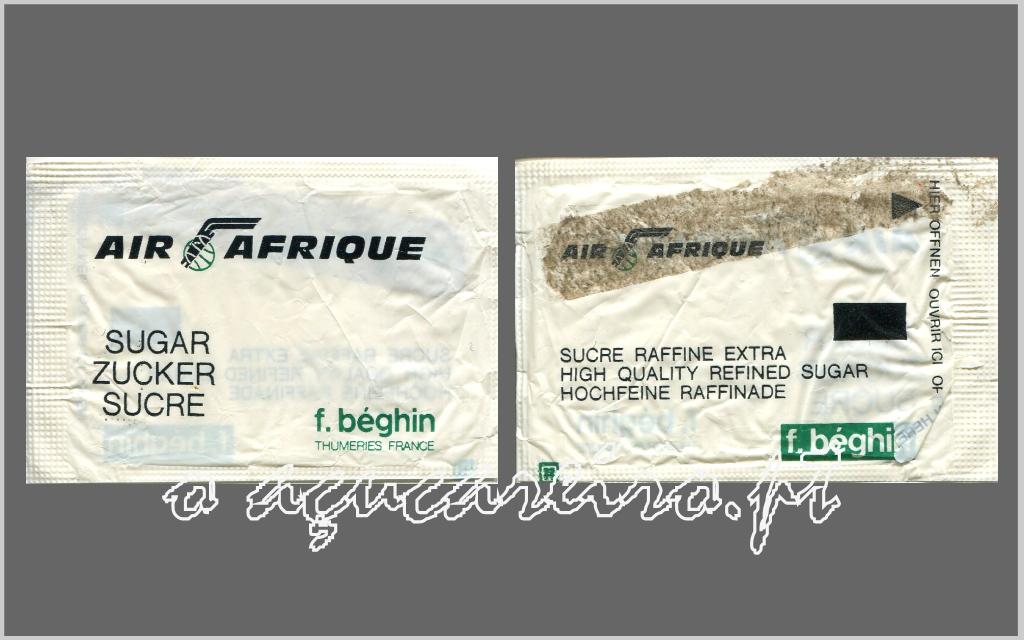 AIR AFRIQUE
SUGAR
ZUCKER
SUCRE
f. béghin
THUMERIES FRANCE
AIR AFRIQUE
SUCRE RAFFINE EXTRA
HIGH QUALITY REFINED SUGAR
HOCHFEINE RAFFINADE
f. béghi
HIER OFFNEN OUVRIR ICI
a açucareira.pt